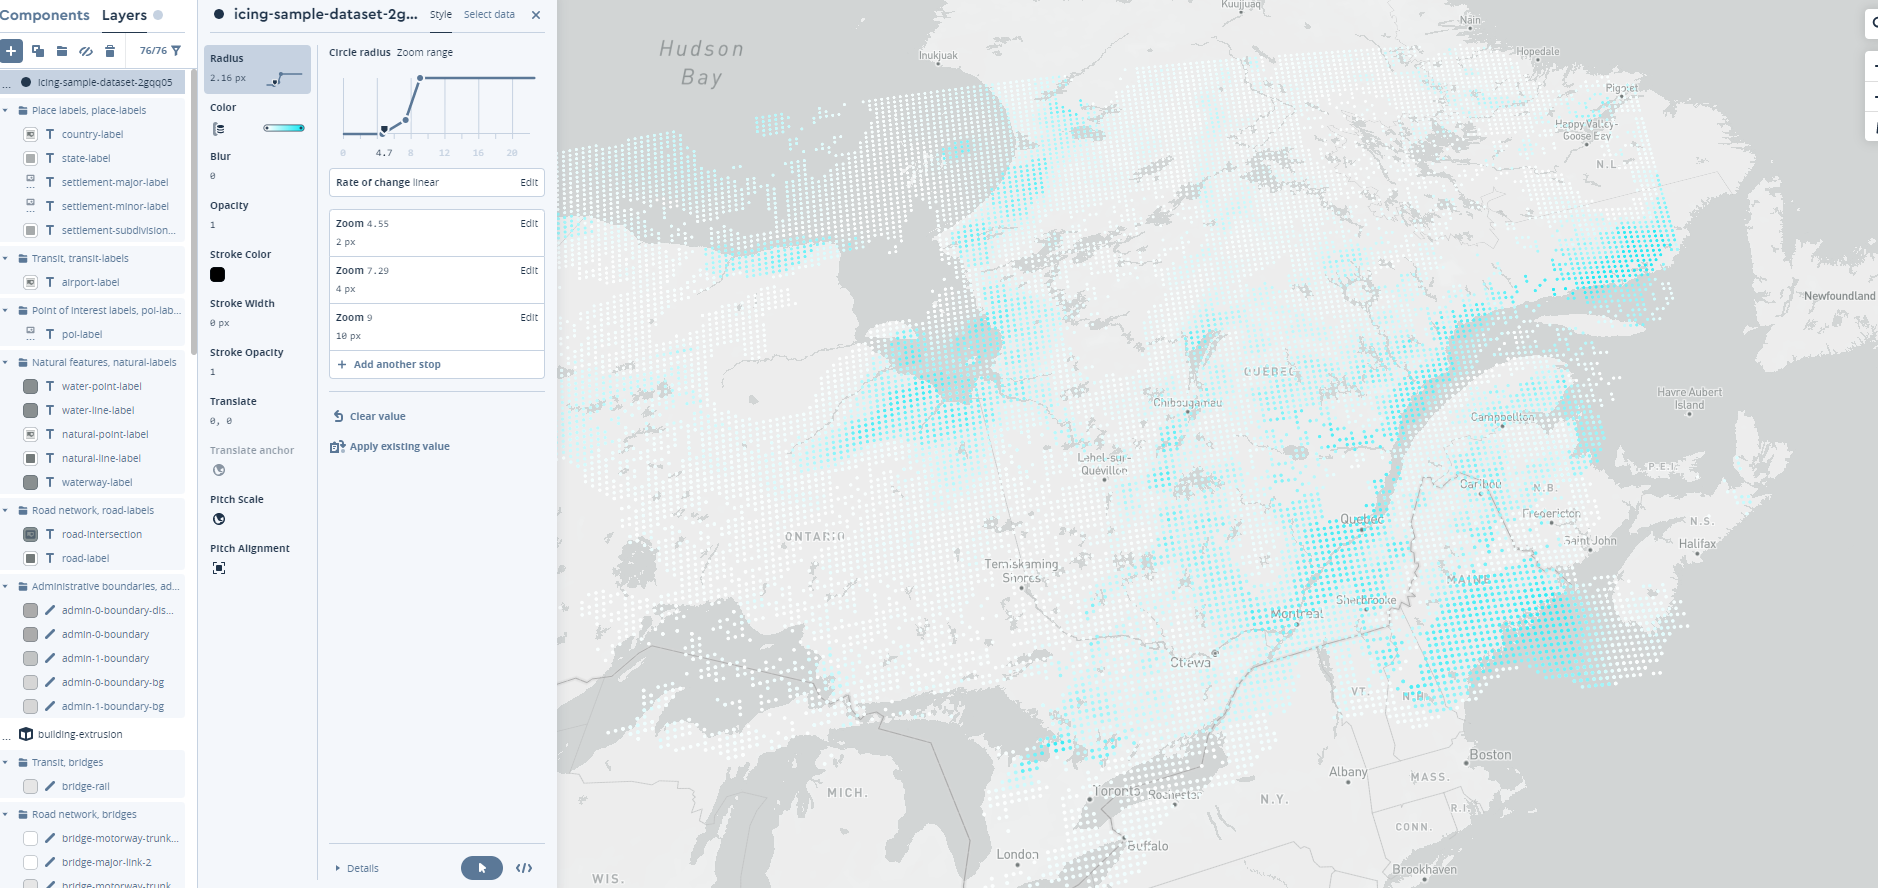 Components Layers
76/76
icing-sample-dataset-2gqq05
Place labels, place-labels
country-label
state-label
settlement-major-label
settlement-minor-label
settlement-subdivision...
Transit, transit-labels
airport-label
Point of interest labels, poi-lab...
poi-label
Natural features, natural-labels
water-point-label
water-line-label
natural-point-label
natural-line-label
waterway-label
Road network, road-labels
road-intersection
road-label
Administrative boundaries, ad...
admin-0-boundary-dis...
admin-0-boundary
admin-1-boundary
admin-0-boundary-bg
admin-1-boundary-bg
building-extrusion
Transit, bridges
bridge-rail
Road network, bridges
bridge-motorway-trunk...
bridge-major-link-2
bridge-motorway-trunk
icing-sample-dataset-2g... Style Select data
Radius
2.16 px
Color
Blur
0
Opacity
1
Stroke Color
Stroke Width
0 px
Stroke Opacity
1
Translate
0, 0
Translate anchor
Pitch Scale
Pitch Alignment
Circle radius Zoom range
0 4.7 8 12 16 20
Rate of change linear Edit
Zoom 4.55 Edit
2 px
Zoom 7.29 Edit
4 px
Zoom 9 Edit
10 px
+ Add another stop
Clear value
Apply existing value
Details
</>
Hudson
Bay
Kuujjuaq
Nain
Inukjuak
Hopedale
Happy Valley-
Goose Bay
N.L
Newfoundland
QUEBEC
Chibougamau
Havre Aubert
Island
Campbellton
Lebel-sur-
Quévillon
P.E.I.
Caribou
N.B.
Fredericton
Quebec
N.S.
ONTARIO
Saint John
Halifax
Temiskaming
Shores
MAINE
Sherbrooke
Montreal
Ottawa
VT.
N.H.
Boston
Albany
MASS.
MICH.
Toronto
Rochester
N.Y.
R.I.
CONN.
London
Buffalo
Brookhaven
WIS.